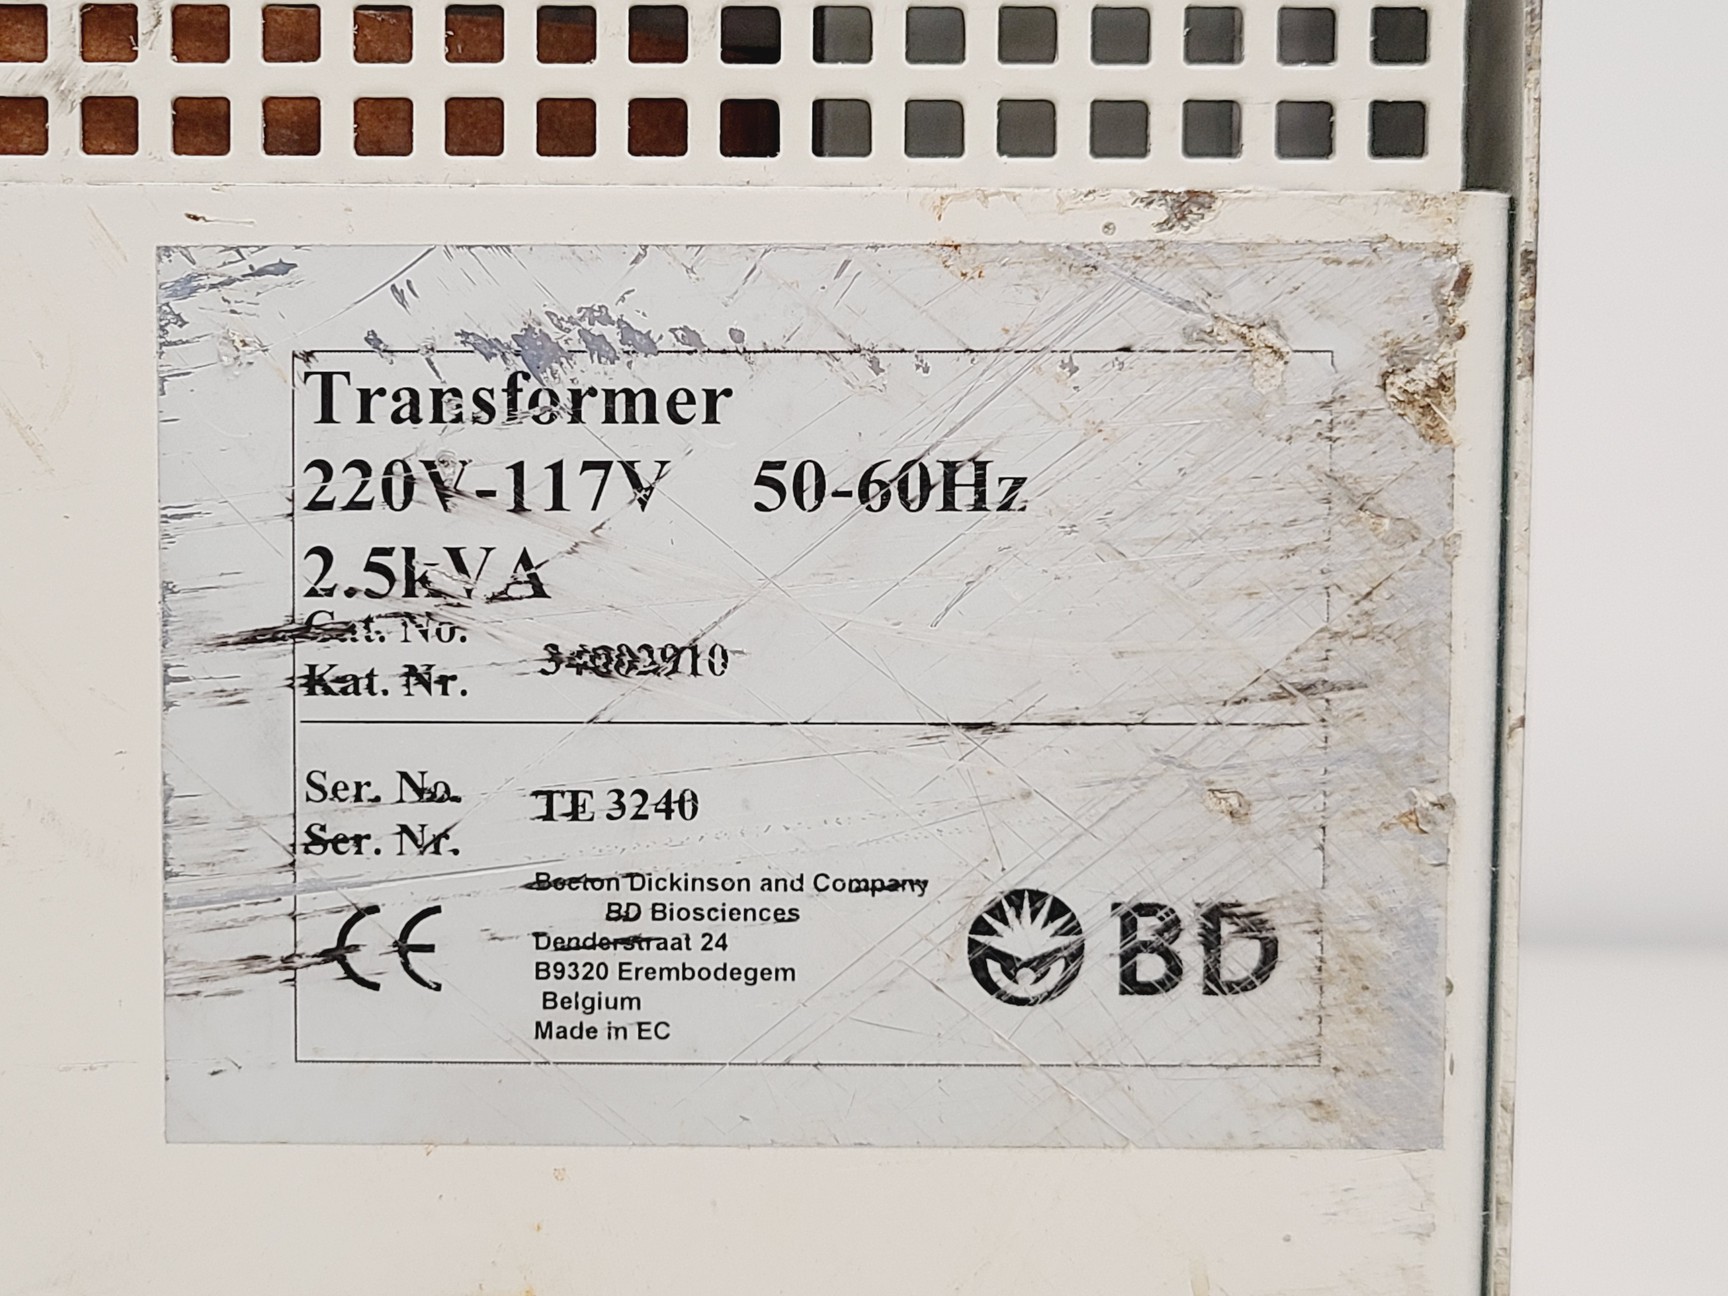 Transformer
220V-117V 50-60Hz
2.5kVA
Cat. No.
Kat. Nr.
Ser. No.
TE 3240
Ser. Nr.
CE
Becton Dickinson and Company
BD Biosciences
Denderstraat 24
B9320 Erembodegem
Belgium
Made in EC
BD